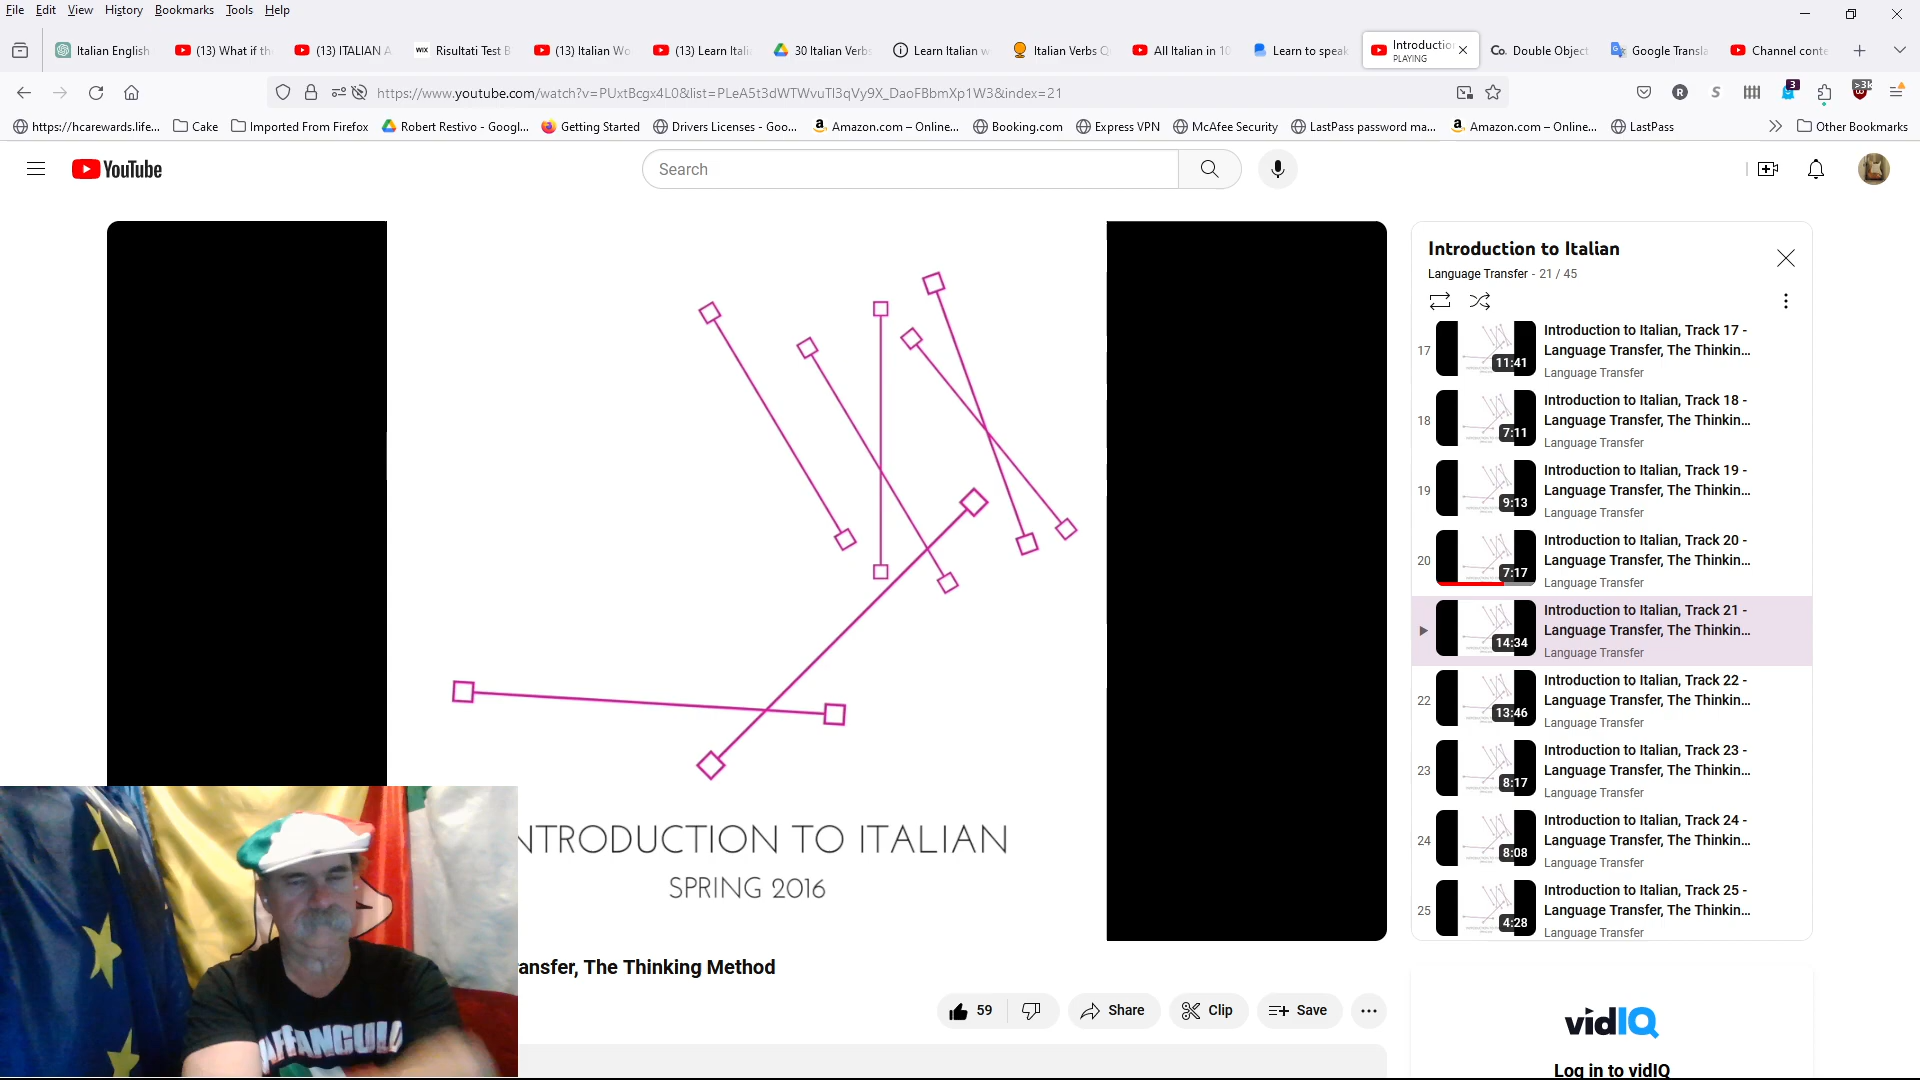 File Edit View History Bookmarks Tools Help
Italian English
(13) What if th
(13) ITALIAN A
WIX Risultati Test B
(13) Italian Wo
(13) Learn Itali
30 Italian Verbs
Learn Italian w
Italian Verbs Q
All Italian in 10
Learn to speak
Introductio
PLAYING
Co. Double Object
Google Transla
Channel conte
https://www.youtube.com/watch?v=PUxtBcgx4L0&list=PLeA5t3dWTWvuTl3qVy9X_DaoFBbmXp1W3&index=21
R S 3 >3k
https://hcarewards.life... Cake Imported From Firefox Robert Restivo - Googl... Getting Started Drivers Licenses - Goo... Amazon.com – Online... Booking.com Express VPN McAfee Security LastPass password ma... Amazon.com – Online... LastPass Other Bookmarks
YouTube
Search
Introduction to Italian
Language Transfer - 21 / 45
17
11:41
Introduction to Italian, Track 17 -
Language Transfer, The Thinkin...
Language Transfer
18
7:11
Introduction to Italian, Track 18 -
Language Transfer, The Thinkin...
Language Transfer
19
9:13
Introduction to Italian, Track 19 -
Language Transfer, The Thinkin...
Language Transfer
20
7:17
Introduction to Italian, Track 20 -
Language Transfer, The Thinkin...
Language Transfer
14:34
Introduction to Italian, Track 21 -
Language Transfer, The Thinkin...
Language Transfer
22
13:46
Introduction to Italian, Track 22 -
Language Transfer, The Thinkin...
Language Transfer
23
8:17
Introduction to Italian, Track 23 -
Language Transfer, The Thinkin...
Language Transfer
24
8:08
Introduction to Italian, Track 24 -
Language Transfer, The Thinkin...
Language Transfer
25
4:28
Introduction to Italian, Track 25 -
Language Transfer, The Thinkin...
Language Transfer
NTRODUCTION TO ITALIAN
SPRING 2016
ansfer, The Thinking Method
59 Share Clip Save
AFFANGULO
vidIQ
Log in to vidIQ